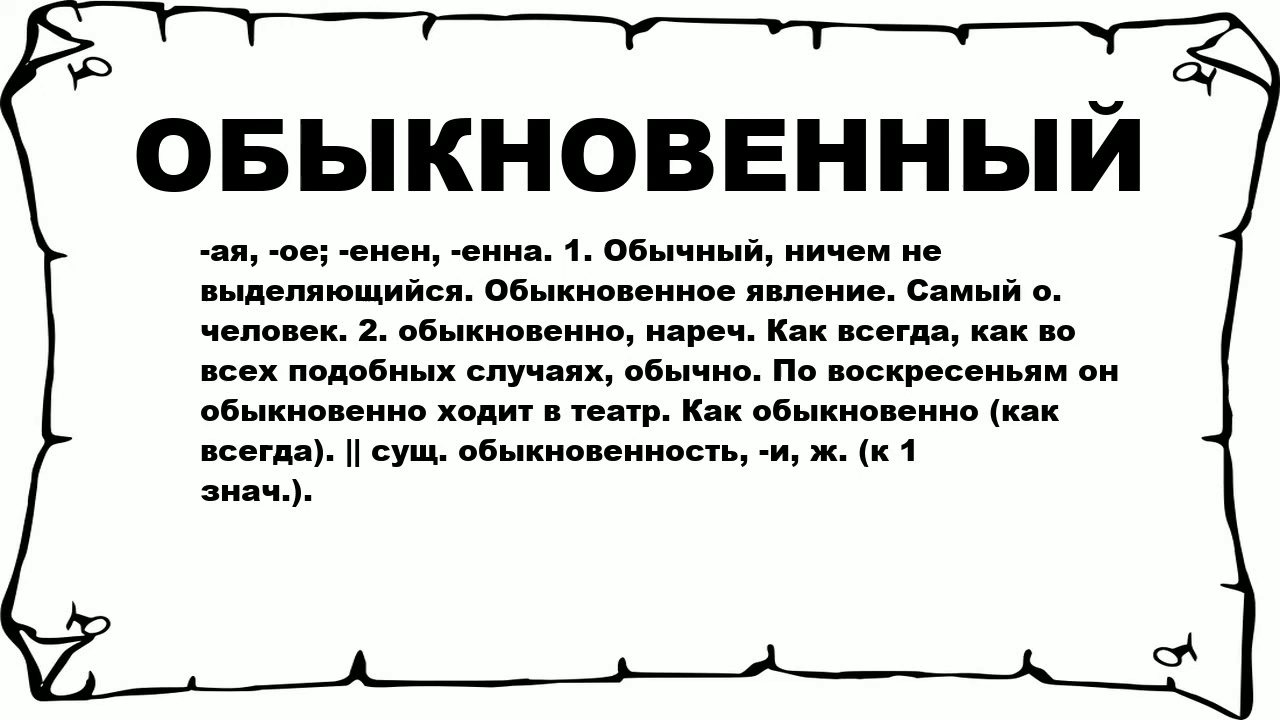 ОБЫКНОВЕННЫЙ
-ая, -ое; -енен, -енна. 1. Обычный, ничем не
выделяющийся. Обыкновенное явление. Самый о.
человек. 2. обыкновенно, нареч. Как всегда, как во
всех подобных случаях, обычно. По воскресеньям он
обыкновенно ходит в театр. Как обыкновенно (как
всегда). || сущ. обыкновенность, -и, ж. (к 1
знач.).